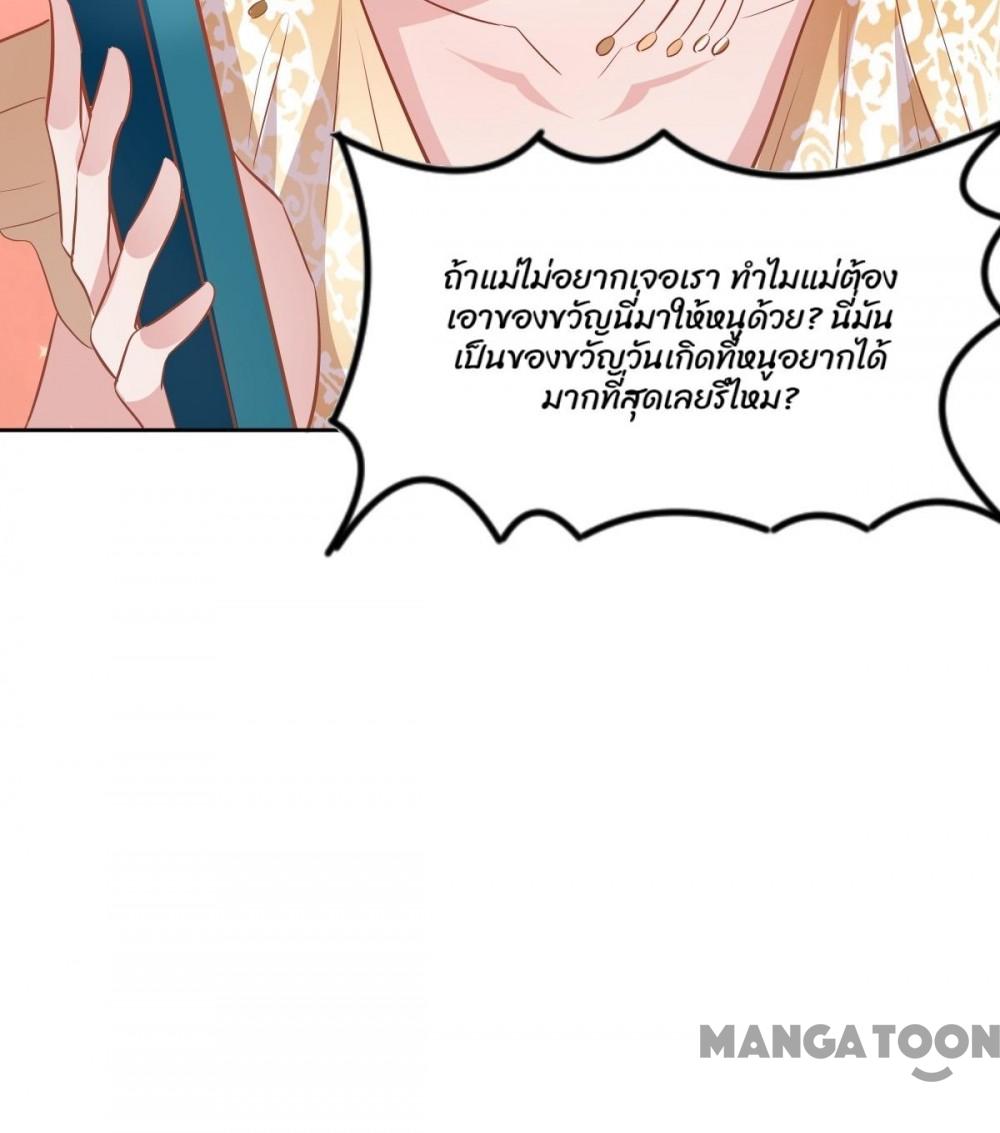 ถ้าแม่ไม่อยากเจอเรา ทำไมแม่ต้อง
เอาของขวัญนี่มาให้หนูด้วย? นี่มัน
เป็นของขวัญวันเกิดที่หนูอยากได้
มากที่สุดเลยรึไหม?
MANGATOON